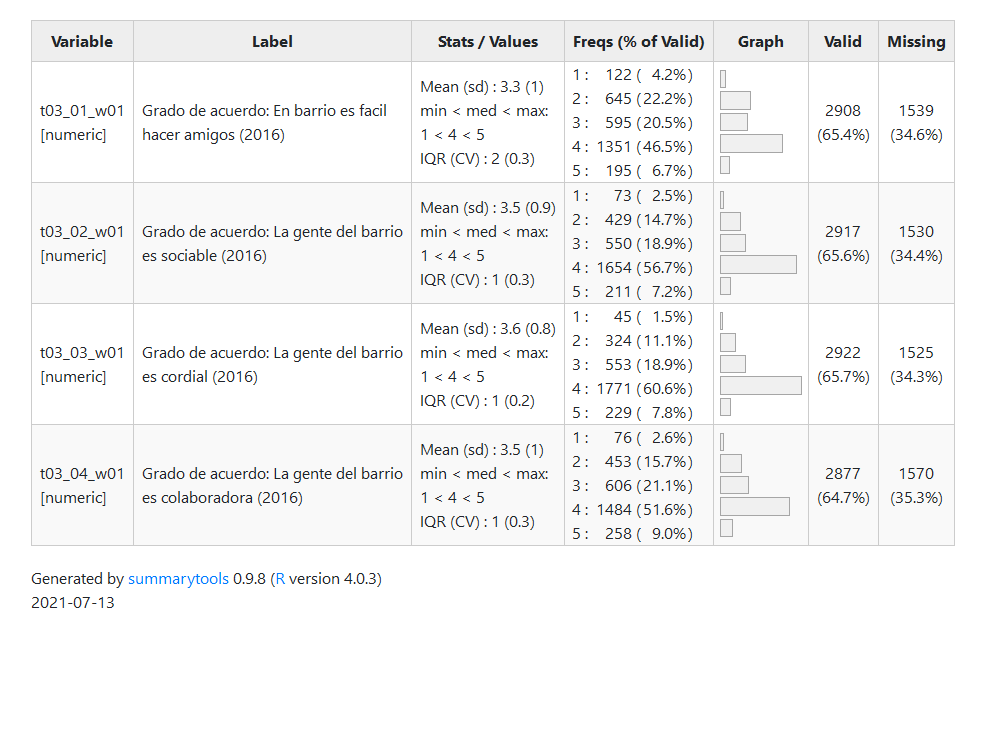 Variable Label Stats / Values Freqs (% of Valid) Graph Valid Missing
t03_01_w01
[numeric]
Grado de acuerdo: En barrio es facil
hacer amigos (2016)
Mean (sd) : 3.3 (1)
min < med < max:
1 < 4 < 5
IQR (CV) : 2 (0.3)
1 : 122 ( 4.2%)
2 : 645 (22.2%)
3 : 595 (20.5%)
4 : 1351 (46.5%)
5 : 195 ( 6.7%)
2908
(65.4%)
1539
(34.6%)
t03_02_w01
[numeric]
Grado de acuerdo: La gente del barrio
es sociable (2016)
Mean (sd) : 3.5 (0.9)
min < med < max:
1 < 4 < 5
IQR (CV) : 1 (0.3)
1 : 73 ( 2.5%)
2 : 429 (14.7%)
3 : 550 (18.9%)
4 : 1654 (56.7%)
5 : 211 ( 7.2%)
2917
(65.6%)
1530
(34.4%)
t03_03_w01
[numeric]
Grado de acuerdo: La gente del barrio
es cordial (2016)
Mean (sd) : 3.6 (0.8)
min < med < max:
1 < 4 < 5
IQR (CV) : 1 (0.2)
1 : 45 ( 1.5%)
2 : 324 (11.1%)
3 : 553 (18.9%)
4 : 1771 (60.6%)
5 : 229 ( 7.8%)
2922
(65.7%)
1525
(34.3%)
t03_04_w01
[numeric]
Grado de acuerdo: La gente del barrio
es colaboradora (2016)
Mean (sd) : 3.5 (1)
min < med < max:
1 < 4 < 5
IQR (CV) : 1 (0.3)
1 : 76 ( 2.6%)
2 : 453 (15.7%)
3 : 606 (21.1%)
4 : 1484 (51.6%)
5 : 258 ( 9.0%)
2877
(64.7%)
1570
(35.3%)
Generated by summarytools 0.9.8 (R version 4.0.3)
2021-07-13